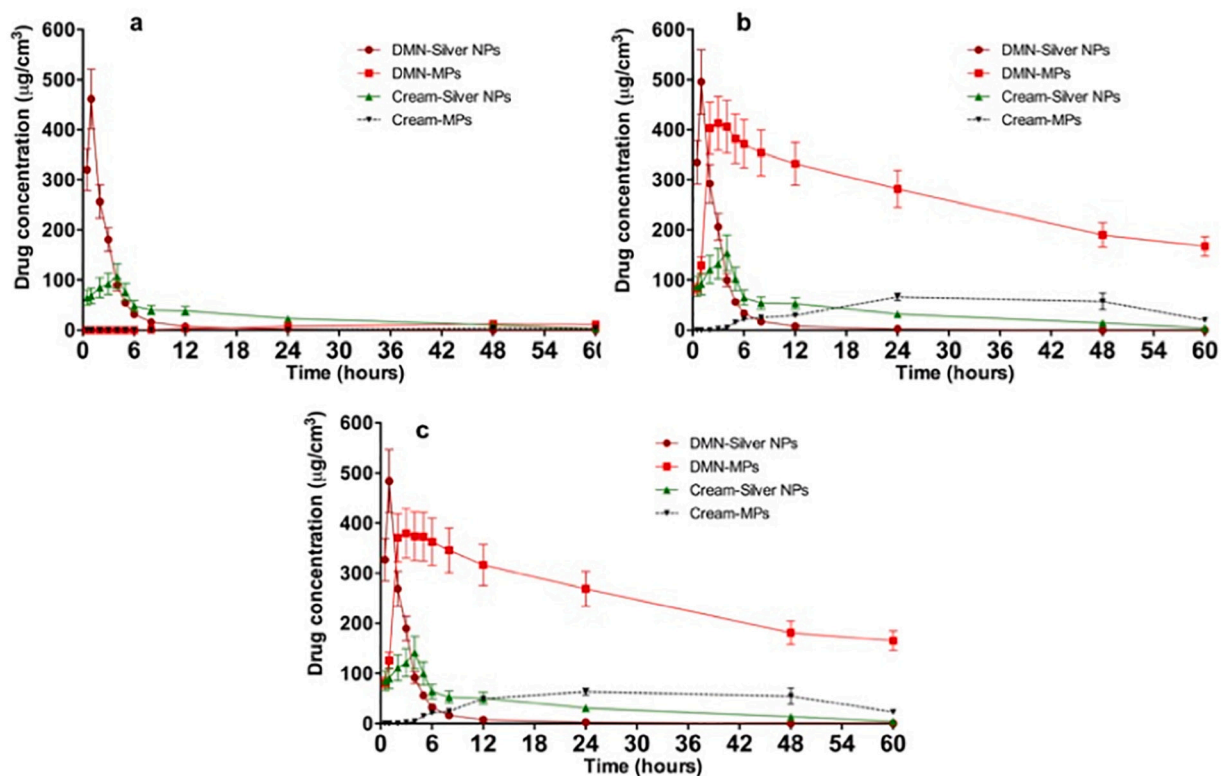 a
600
500
400
300
200
100
0
Drug concentration (μg/cm³)
DMN-Silver NPs
DMN-MPs
Cream-Silver NPs
Cream-MPs
0 6 12 18 24 30 36 42 48 54 60
Time (hours)
b
600
500
400
300
200
100
0
Drug concentration (μg/cm³)
DMN-Silver NPs
DMN-MPs
Cream-Silver NPs
Cream-MPs
0 6 12 18 24 30 36 42 48 54 60
Time (hours)
c
600
500
400
300
200
100
0
Drug concentration (μg/cm³)
DMN-Silver NPs
DMN-MPs
Cream-Silver NPs
Cream-MPs
0 6 12 18 24 30 36 42 48 54 60
Time (hours)